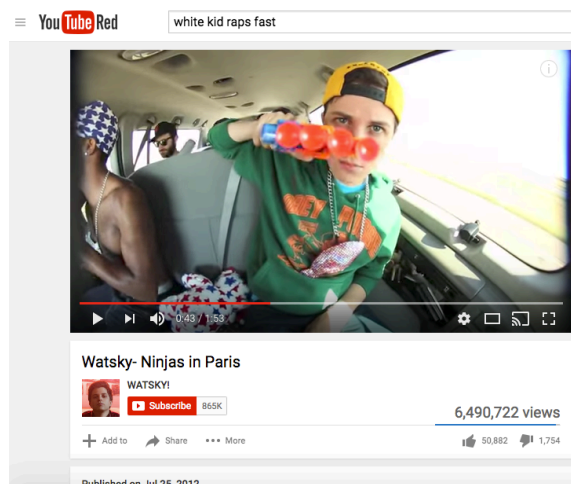 YouTube Red
white kid raps fast
0:43 / 1:53
Watsky- Ninjas in Paris
WATSKY!
Subscribe 865K
6,490,722 views
Add to Share More 50,882 1,754
Published on Jul 25, 2012